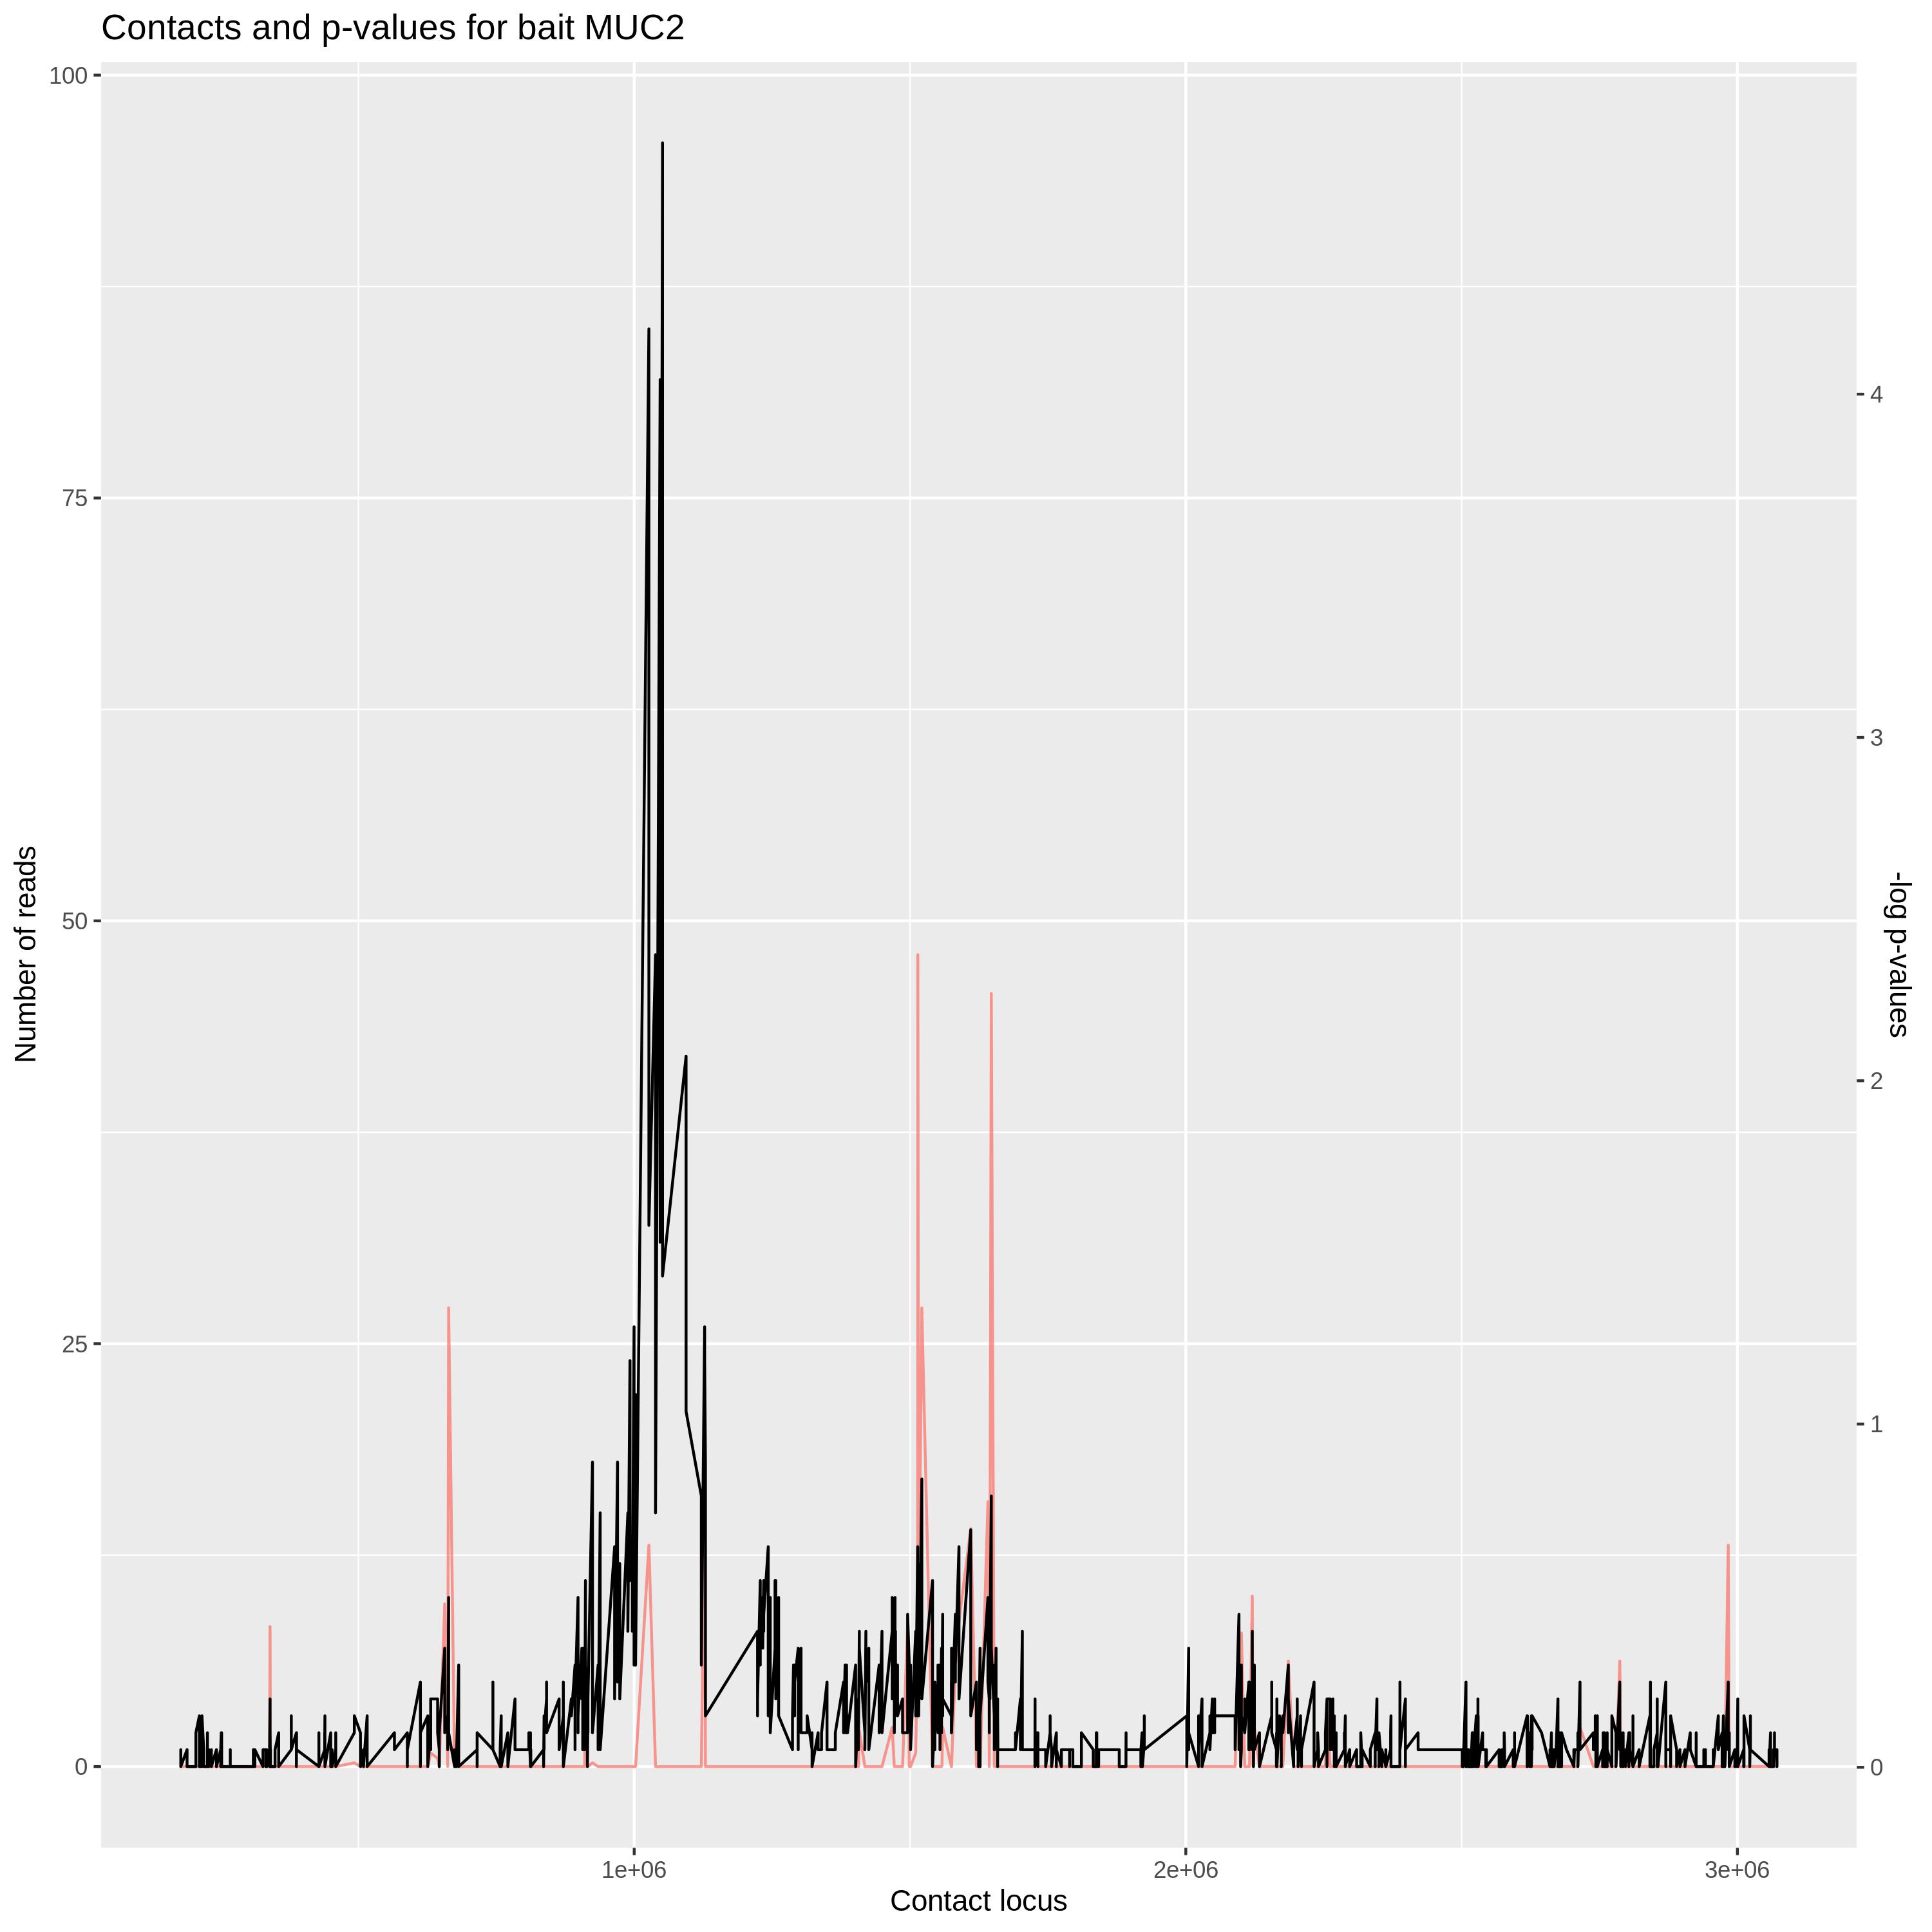 Contacts and p-values for bait MUC2
100
75
50
25
0
Number of reads
4
3
2
1
0
-log p-values
1e+06
2e+06
3e+06
Contact locus